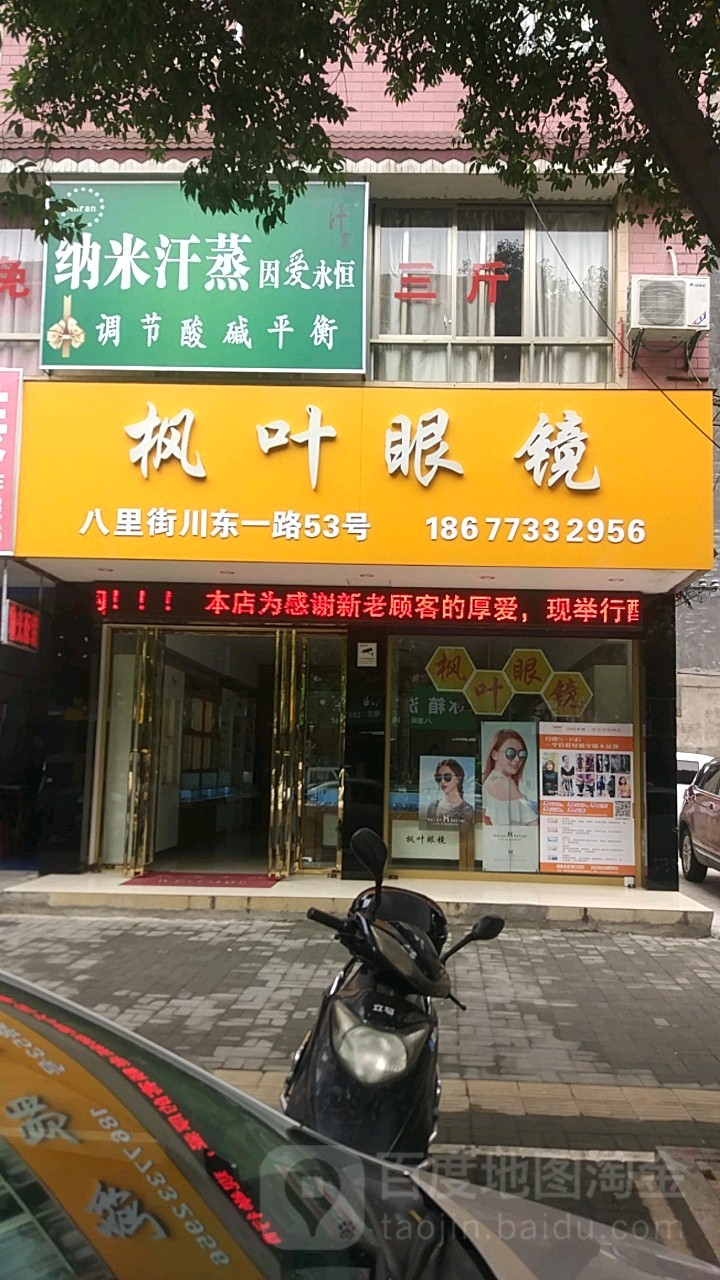 纳米汗蒸 因爱永恒
调节酸碱平衡
免
三斤
枫叶眼镜
八里街川东一路53号 18677332956
！！！ 本店为感谢新老顾客的厚爱，现举行
枫叶眼镜
枫叶眼镜
百度地图淘金
taojin.baidu.com